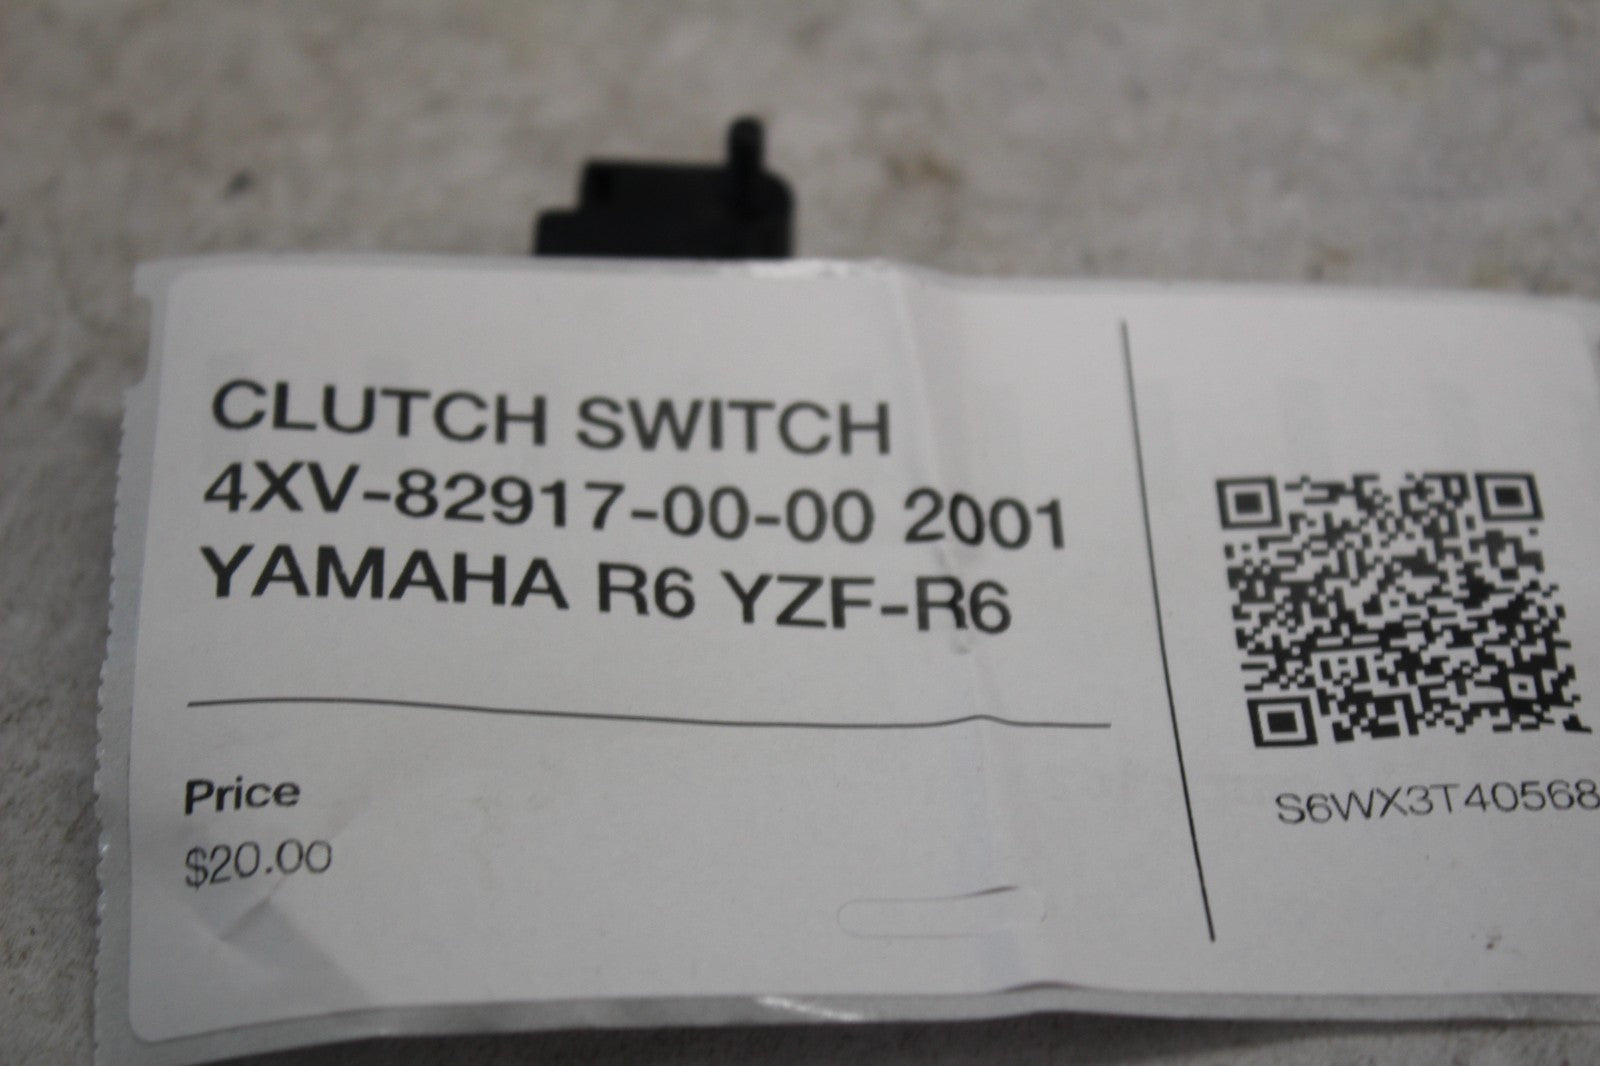 CLUTCH SWITCH
4XV-82917-00-00 2001
YAMAHA R6 YZF-R6
Price
$20.00
S6WX3T40568